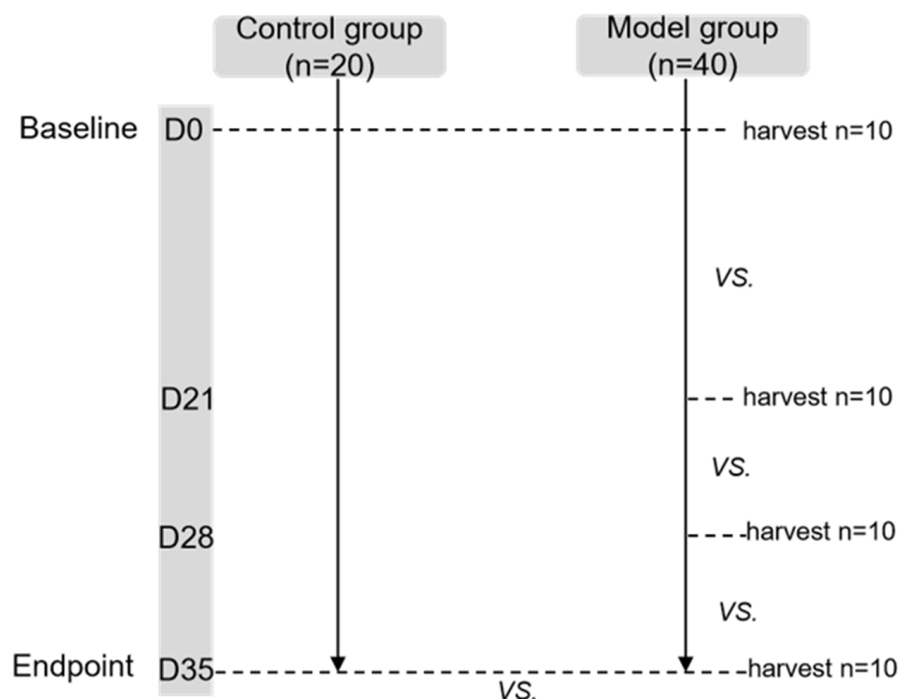 Control group
(n=20)
Model group
(n=40)
Baseline D0 harvest n=10
VS.
D21 harvest n=10
VS.
D28 harvest n=10
VS.
Endpoint D35 harvest n=10
VS.